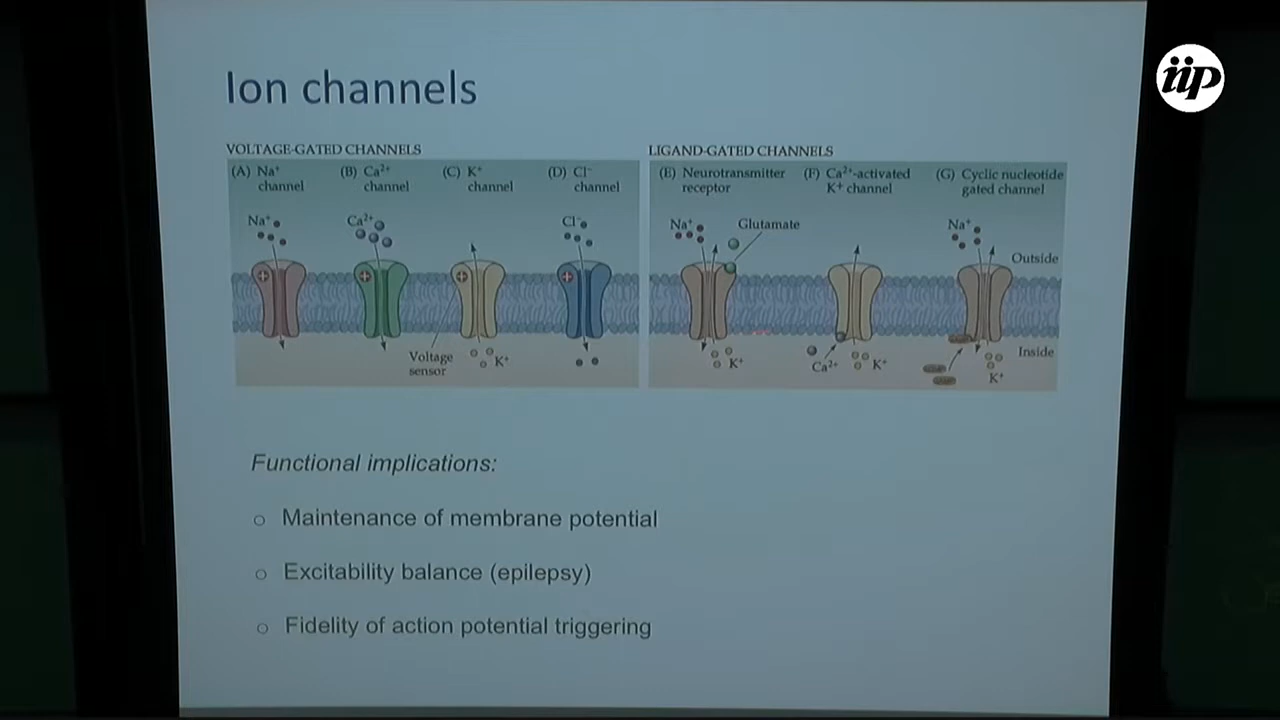 iip
Ion channels
VOLTAGE-GATED CHANNELS
(A) Na⁺ channel
(B) Ca²⁺ channel
(C) K⁺ channel
(D) Cl⁻ channel
Na⁺
Ca²⁺
Cl⁻
Voltage
sensor
K⁺
LIGAND-GATED CHANNELS
(E) Neurotransmitter
receptor
(F) Ca²⁺-activated
K⁺ channel
(G) Cyclic nucleotide
gated channel
Na⁺
Glutamate
Na⁺
Outside
Inside
K⁺
Ca²⁺
K⁺
K⁺
Functional implications:
o Maintenance of membrane potential
o Excitability balance (epilepsy)
o Fidelity of action potential triggering